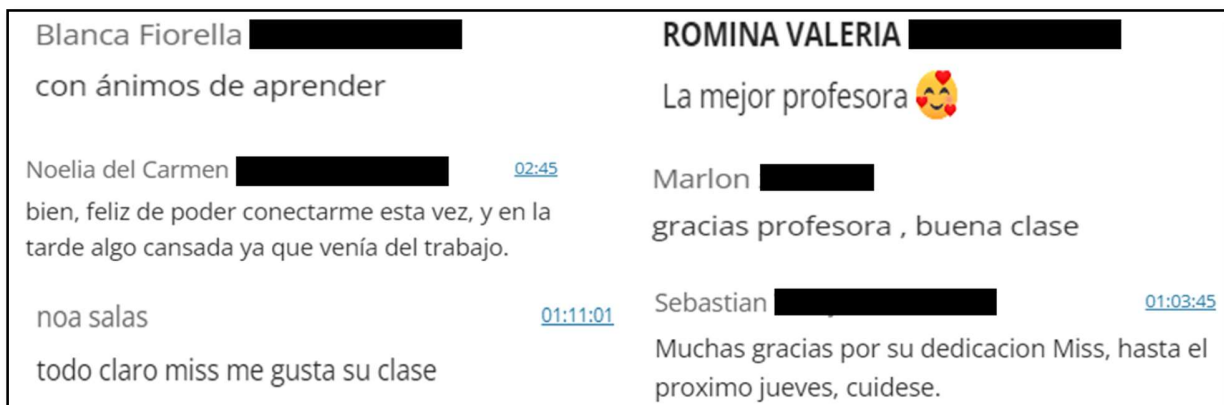 Blanca Fiorella
con ánimos de aprender
Noelia del Carmen 02:45
bien, feliz de poder conectarme esta vez, y en la
tarde algo cansada ya que venía del trabajo.
noa salas 01:11:01
todo claro miss me gusta su clase
ROMINA VALERIA
La mejor profesora 🥰
Marlon
gracias profesora , buena clase
Sebastian 01:03:45
Muchas gracias por su dedicacion Miss, hasta el
proximo jueves, cuidese.